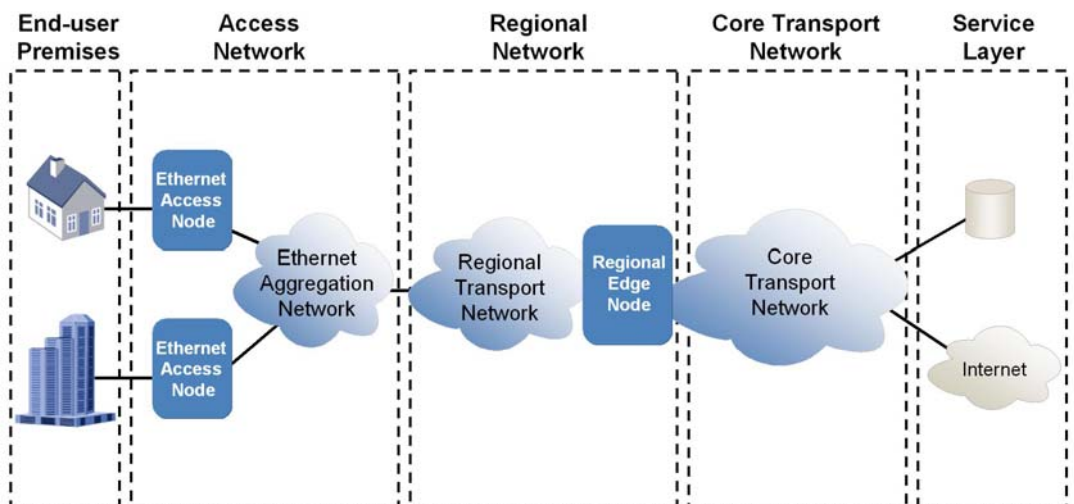 End-user
Premises
Access
Network
Regional
Network
Core Transport
Network
Service
Layer
Ethernet
Access
Node
Ethernet
Aggregation
Network
Regional
Transport
Network
Regional
Edge
Node
Core
Transport
Network
Ethernet
Access
Node
Internet